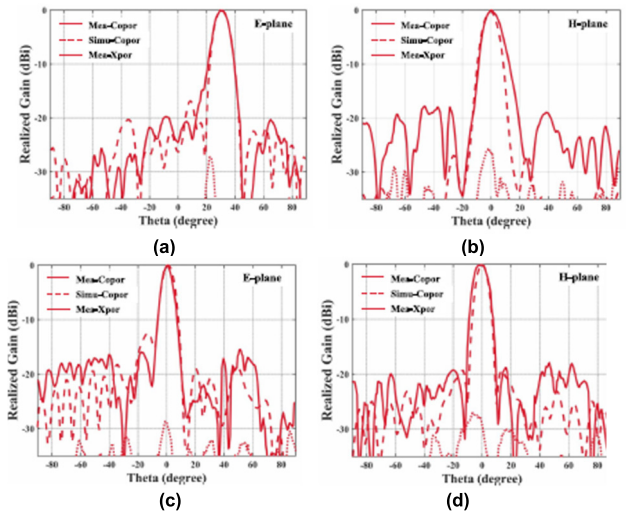 0
-10
-20
-30
Realized Gain (dBi)
Mea-Copor
Simu-Copor
Mea-Xpor
E-plane
-80 -60 -40 -20 0 20 40 60 80
Theta (degree)
(a)
0
-10
-20
-30
Realized Gain (dBi)
Mea-Copor
Simu-Copor
Mea-Xpor
H-plane
-80 -60 -40 -20 0 20 40 60 80
Theta (degree)
(b)
0
-10
-20
-30
Realized Gain (dBi)
Mea-Copor
Simu-Copor
Mea-Xpor
E-plane
-80 -60 -40 -20 0 20 40 60 80
Theta (degree)
(c)
0
-10
-20
-30
Realized Gain (dBi)
Mea-Copor
Simu-Copor
Mea-Xpor
H-plane
-80 -60 -40 -20 0 20 40 60 80
Theta (degree)
(d)